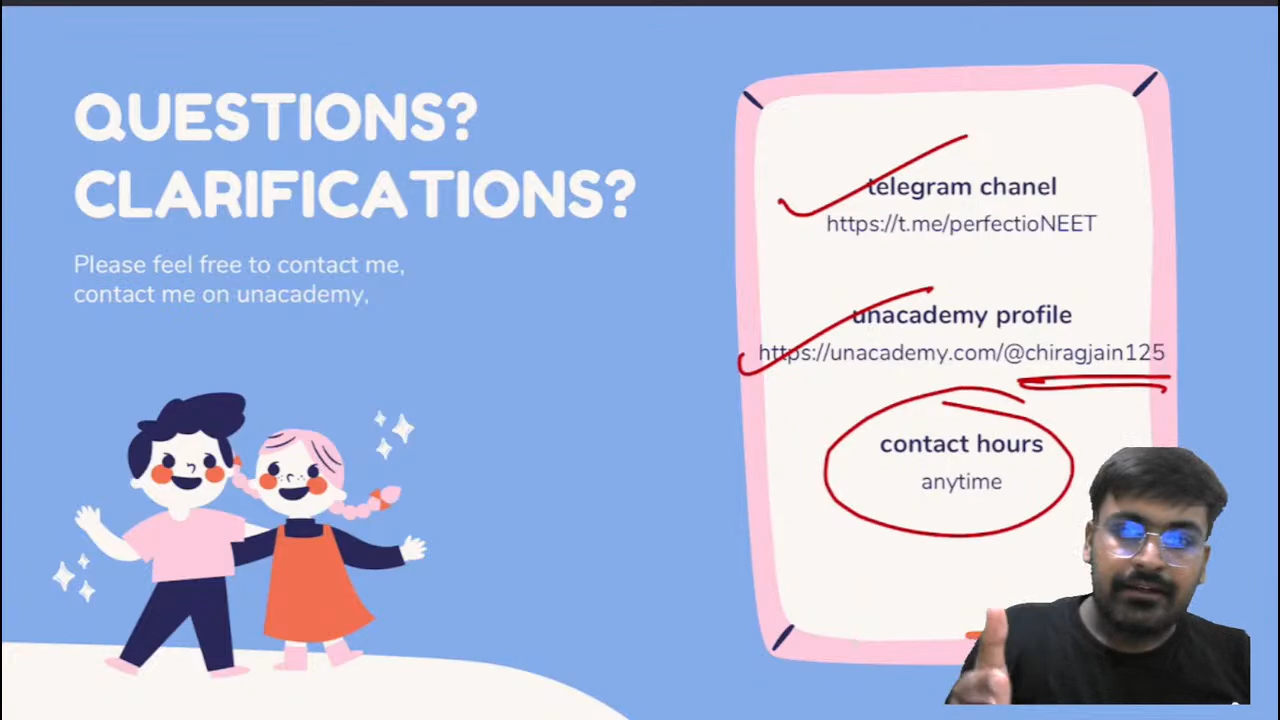 QUESTIONS?
CLARIFICATIONS?
Please feel free to contact me,
contact me on unacademy,
telegram chanel
https://t.me/perfectioNEET
unacademy profile
https://unacademy.com/@chiragjain125
contact hours
anytime